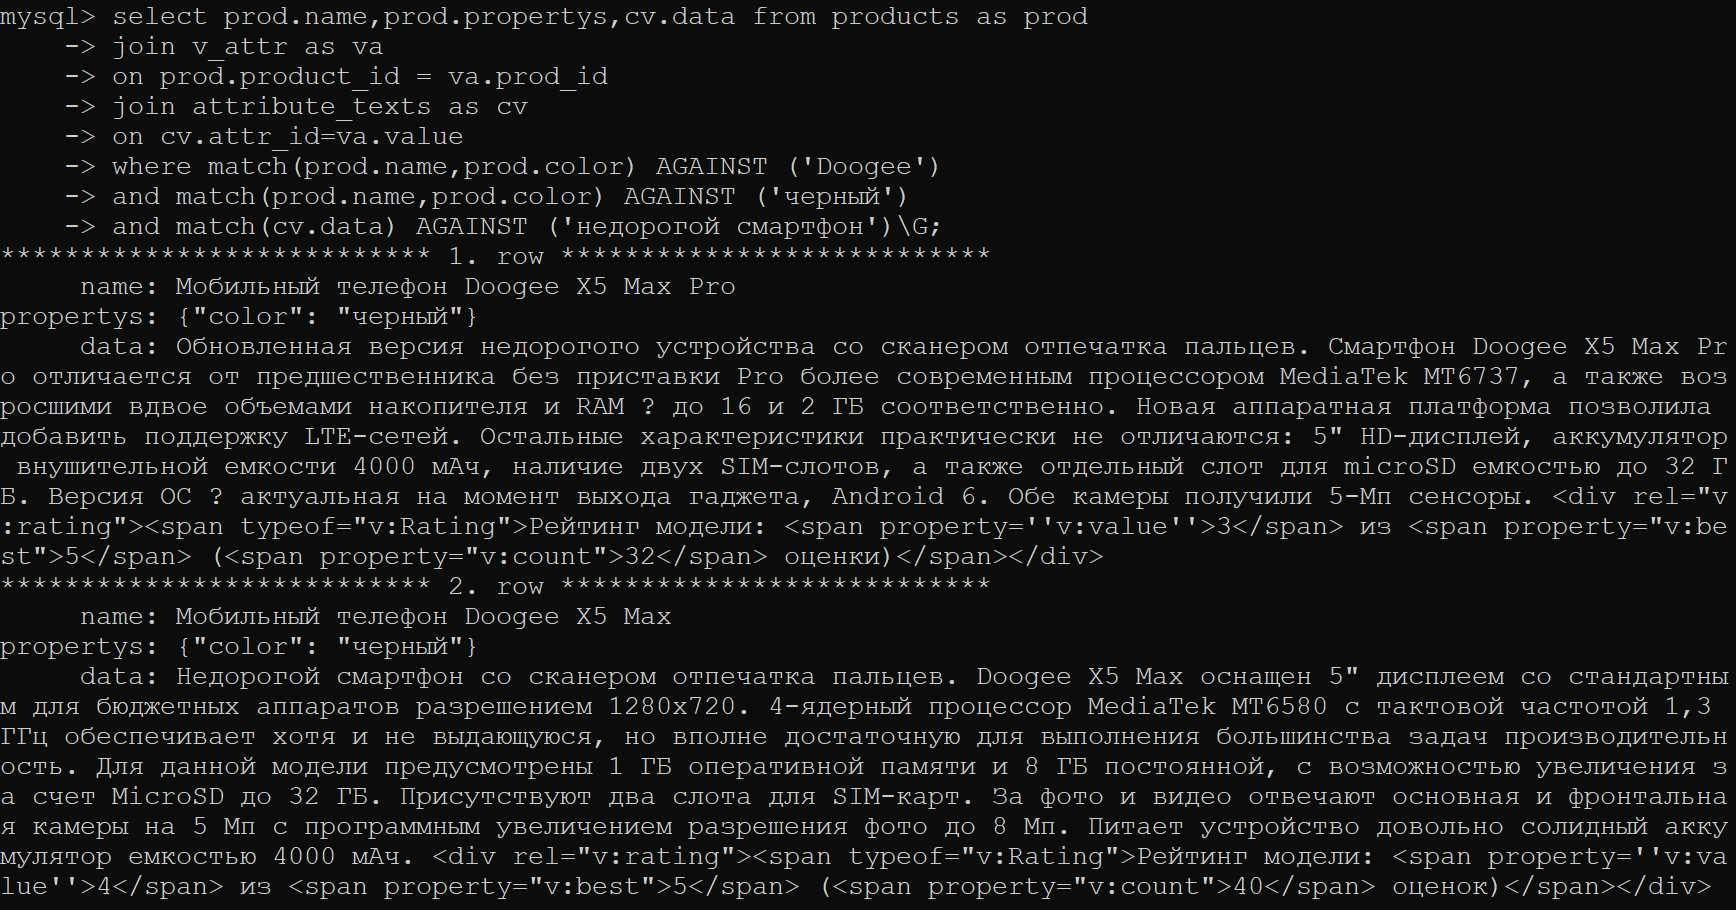 mysql> select prod.name,prod.propertys,cv.data from products as prod
    -> join v_attr as va
    -> on prod.product_id = va.prod_id
    -> join attribute_texts as cv
    -> on cv.attr_id=va.value
    -> where match(prod.name,prod.color) AGAINST ('Doogee')
    -> and match(prod.name,prod.color) AGAINST ('черный')
    -> and match(cv.data) AGAINST ('недорогой смартфон')\G;
*************************** 1. row ***************************
     name: Мобильный телефон Doogee X5 Max Pro
propertys: {"color": "черный"}
     data: Обновленная версия недорогого устройства со сканером отпечатка пальцев. Смартфон Doogee X5 Max Pr
o отличается от предшественника без приставки Pro более современным процессором MediaTek MT6737, а также воз
росшими вдвое объемами накопителя и RAM ? до 16 и 2 ГБ соответственно. Новая аппаратная платформа позволила
добавить поддержку LTE-сетей. Остальные характеристики практически не отличаются: 5" HD-дисплей, аккумулятор
 внушительной емкости 4000 мАч, наличие двух SIM-слотов, а также отдельный слот для microSD емкостью до 32 Г
Б. Версия ОС ? актуальная на момент выхода гаджета, Android 6. Обе камеры получили 5-Мп сенсоры. <div rel="v
:rating"><span typeof="v:Rating">Рейтинг модели: <span property=''v:value''>3</span> из <span property="v:be
st">5</span> (<span property="v:count">32</span> оценки)</span></div>
*************************** 2. row ***************************
     name: Мобильный телефон Doogee X5 Max
propertys: {"color": "черный"}
     data: Недорогой смартфон со сканером отпечатка пальцев. Doogee X5 Max оснащен 5" дисплеем со стандартны
м для бюджетных аппаратов разрешением 1280x720. 4-ядерный процессор MediaTek MT6580 с тактовой частотой 1,3
ГГц обеспечивает хотя и не выдающуюся, но вполне достаточную для выполнения большинства задач производительн
ость. Для данной модели предусмотрены 1 ГБ оперативной памяти и 8 ГБ постоянной, с возможностью увеличения з
а счет MicroSD до 32 ГБ. Присутствуют два слота для SIM-карт. За фото и видео отвечают основная и фронтальна
я камеры на 5 Мп с программным увеличением разрешения фото до 8 Мп. Питает устройство довольно солидный акку
мулятор емкостью 4000 мАч. <div rel="v:rating"><span typeof="v:Rating">Рейтинг модели: <span property=''v:va
lue''>4</span> из <span property="v:best">5</span> (<span property="v:count">40</span> оценок)</span></div>